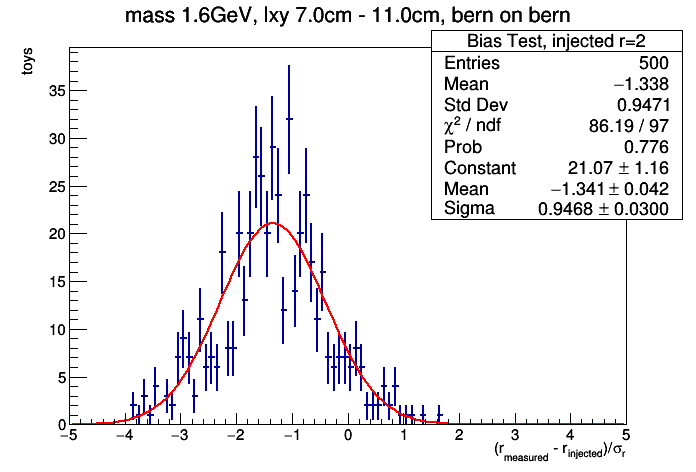 mass 1.6GeV, lxy 7.0cm - 11.0cm, bern on bern
toys
Bias Test, injected r=2
Entries 500
Mean −1.338
Std Dev 0.9471
χ² / ndf 86.19 / 97
Prob 0.776
Constant 21.07 ± 1.16
Mean −1.341 ± 0.042
Sigma 0.9468 ± 0.0300
35
30
25
20
15
10
5
0
−5 −4 −3 −2 −1 0 1 2 3 4 5
(r_measured - r_injected)/σ_r